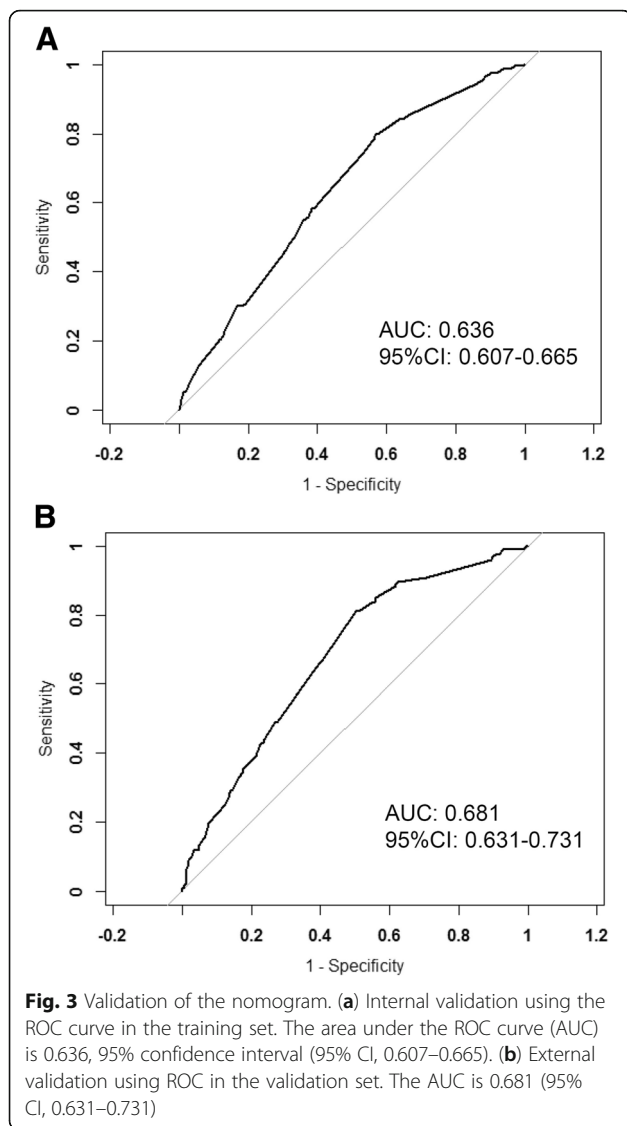 A
1
0.8
0.6
0.4
0.2
0
Sensitivity
AUC: 0.636
95%CI: 0.607-0.665
-0.2 0 0.2 0.4 0.6 0.8 1 1.2
1 - Specificity
B
1
0.8
0.6
0.4
0.2
0
Sensitivity
AUC: 0.681
95%CI: 0.631-0.731
-0.2 0 0.2 0.4 0.6 0.8 1 1.2
1 - Specificity
Fig. 3 Validation of the nomogram. (a) Internal validation using the
ROC curve in the training set. The area under the ROC curve (AUC)
is 0.636, 95% confidence interval (95% CI, 0.607–0.665). (b) External
validation using ROC in the validation set. The AUC is 0.681 (95%
CI, 0.631–0.731)